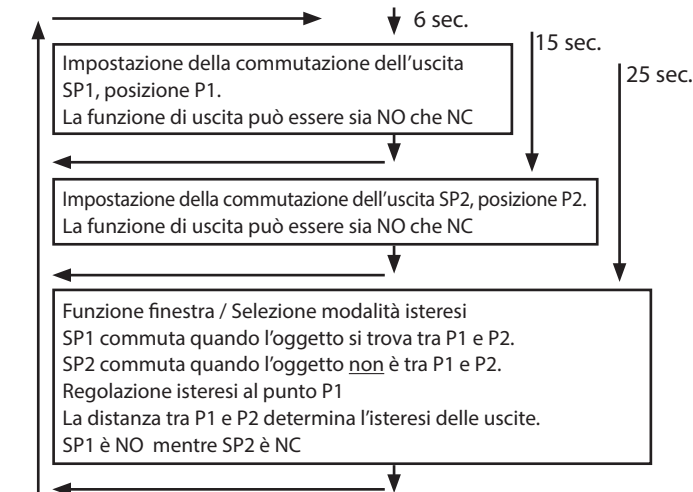 6 sec.
15 sec.
25 sec.
Impostazione della commutazione dell'uscita
SP1, posizione P1.
La funzione di uscita può essere sia NO che NC
Impostazione della commutazione dell'uscita SP2, posizione P2.
La funzione di uscita può essere sia NO che NC
Funzione finestra / Selezione modalità isteresi
SP1 commuta quando l'oggetto si trova tra P1 e P2.
SP2 commuta quando l'oggetto non è tra P1 e P2.
Regolazione isteresi al punto P1
La distanza tra P1 e P2 determina l'isteresi delle uscite.
SP1 è NO mentre SP2 è NC